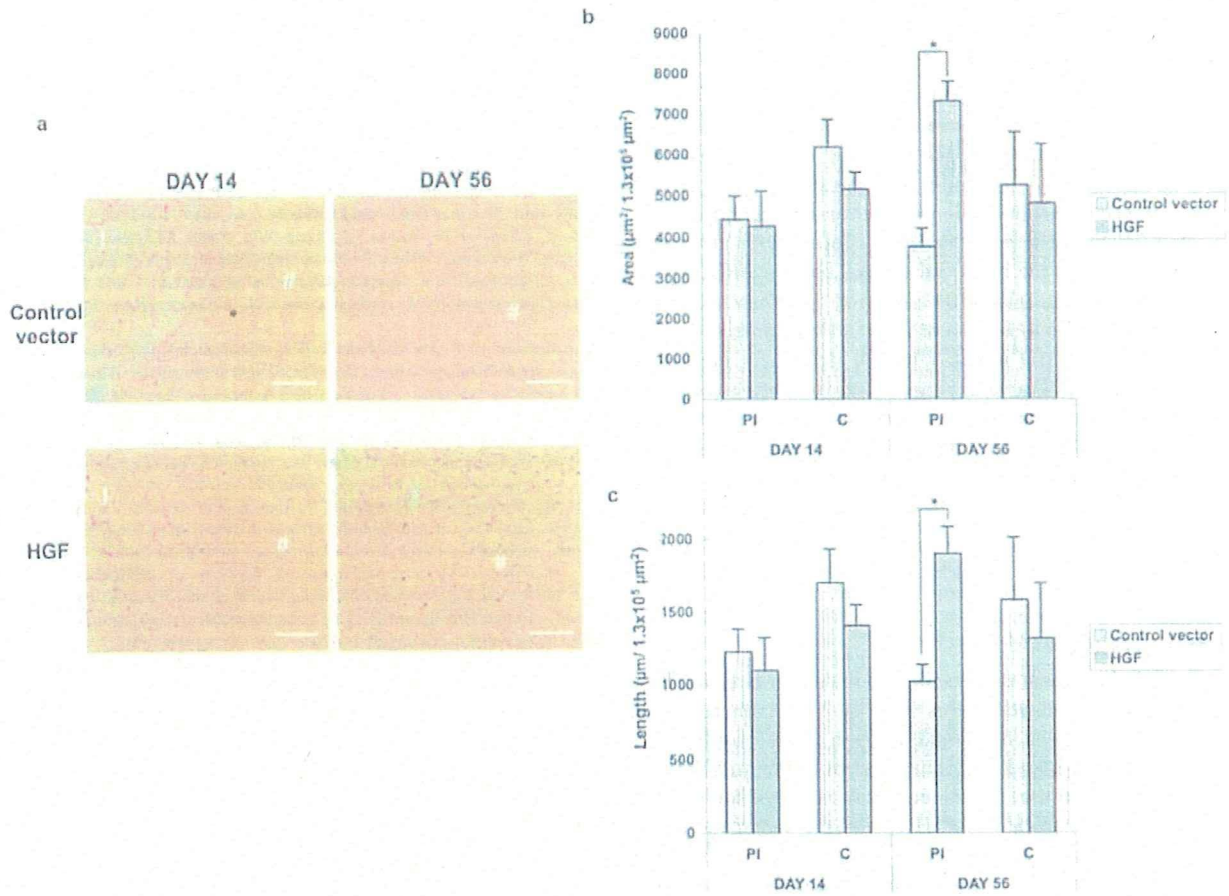 a
DAY 14 DAY 56
Control
vector
#
#
HGF
#
#
b
Area (µm²/ 1.3x10⁵ µm²)
9000
8000
7000
6000
5000
4000
3000
2000
1000
0
*
PI C PI C
DAY 14 DAY 56
Control vector
HGF
c
Length (µm/ 1.3x10⁵ µm²)
2000
1500
1000
500
0
*
PI C PI C
DAY 14 DAY 56
Control vector
HGF